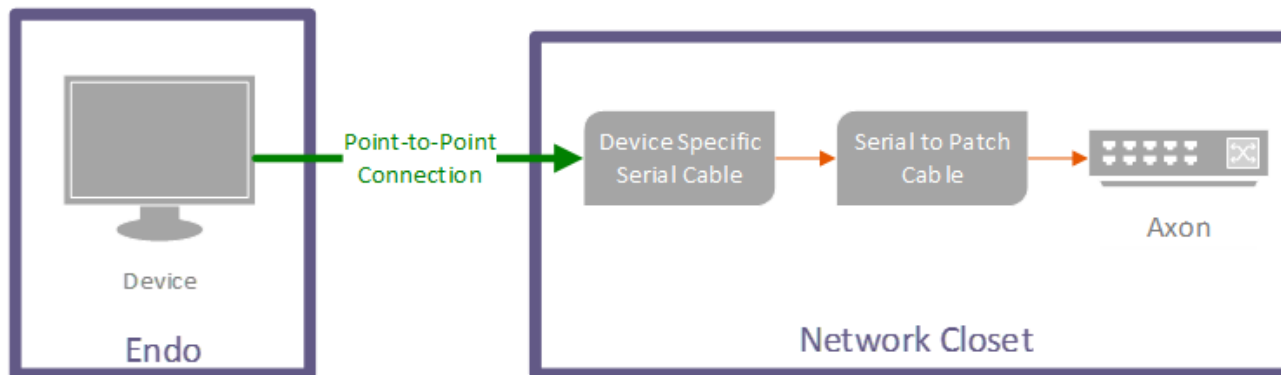 Point-to-Point
Connection
Device Specific
Serial Cable
Serial to Patch
Cable
Axon
Device
Endo
Network Closet